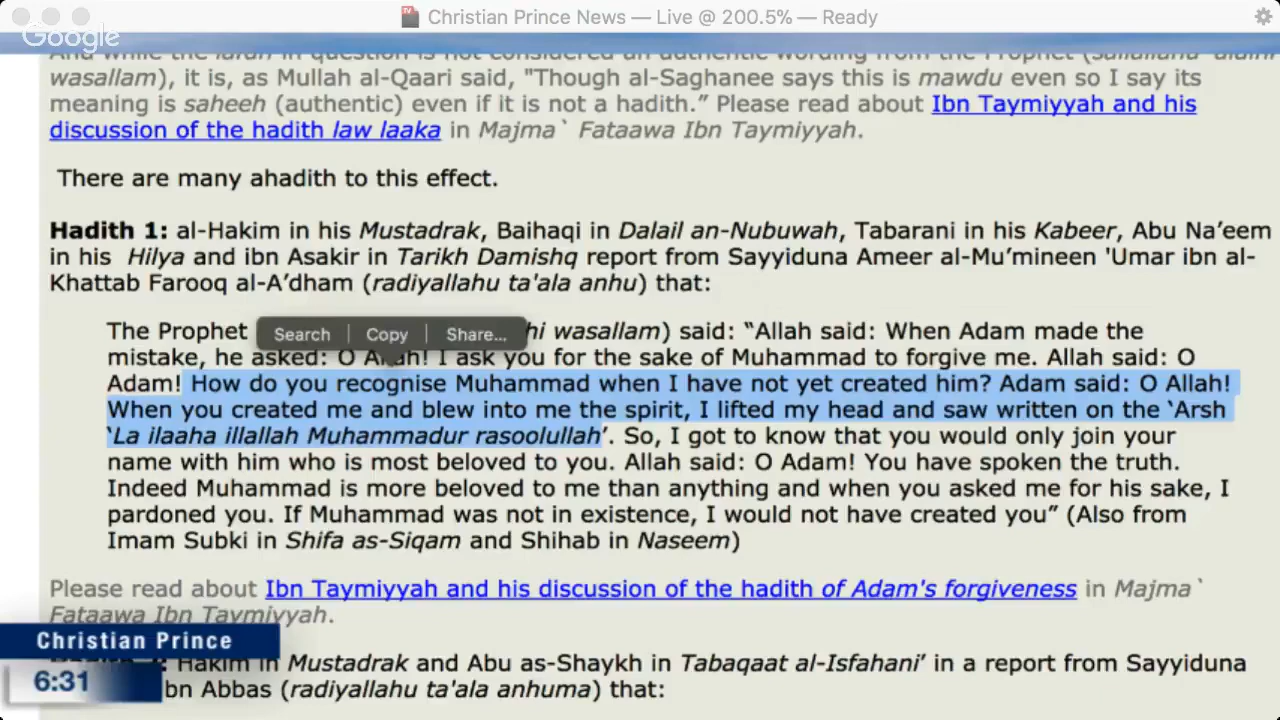 Christian Prince News — Live @ 200.5% — Ready
Google
And while the in question is not considered an authentic wording from the Prophet
wasallam), it is, as Mullah al-Qaari said, "Though al-Saghanee says this is mawdu even so I say its
meaning is saheeh (authentic) even if it is not a hadith.” Please read about Ibn Taymiyyah and his
discussion of the hadith law laaka in Majma` Fataawa Ibn Taymiyyah.
There are many ahadith to this effect.
Hadith 1: al-Hakim in his Mustadrak, Baihaqi in Dalail an-Nubuwah, Tabarani in his Kabeer, Abu Na’eem
in his Hilya and ibn Asakir in Tarikh Damishq report from Sayyiduna Ameer al-Mu’mineen 'Umar ibn al-
Khattab Farooq al-A’dham (radiyallahu ta'ala anhu) that:
Search Copy Share...
The Prophet hi wasallam) said: “Allah said: When Adam made the
mistake, he asked: O Allah! I ask you for the sake of Muhammad to forgive me. Allah said: O
Adam! How do you recognise Muhammad when I have not yet created him? Adam said: O Allah!
When you created me and blew into me the spirit, I lifted my head and saw written on the ‘Arsh
‘La ilaaha illallah Muhammadur rasoolullah’. So, I got to know that you would only join your
name with him who is most beloved to you. Allah said: O Adam! You have spoken the truth.
Indeed Muhammad is more beloved to me than anything and when you asked me for his sake, I
pardoned you. If Muhammad was not in existence, I would not have created you” (Also from
Imam Subki in Shifa as-Siqam and Shihab in Naseem)
Please read about Ibn Taymiyyah and his discussion of the hadith of Adam's forgiveness in Majma`
Fataawa Ibn Taymiyyah.
Christian Prince
Hakim in Mustadrak and Abu as-Shaykh in Tabaqaat al-Isfahani’ in a report from Sayyiduna
6:31
bn Abbas (radiyallahu ta'ala anhuma) that: